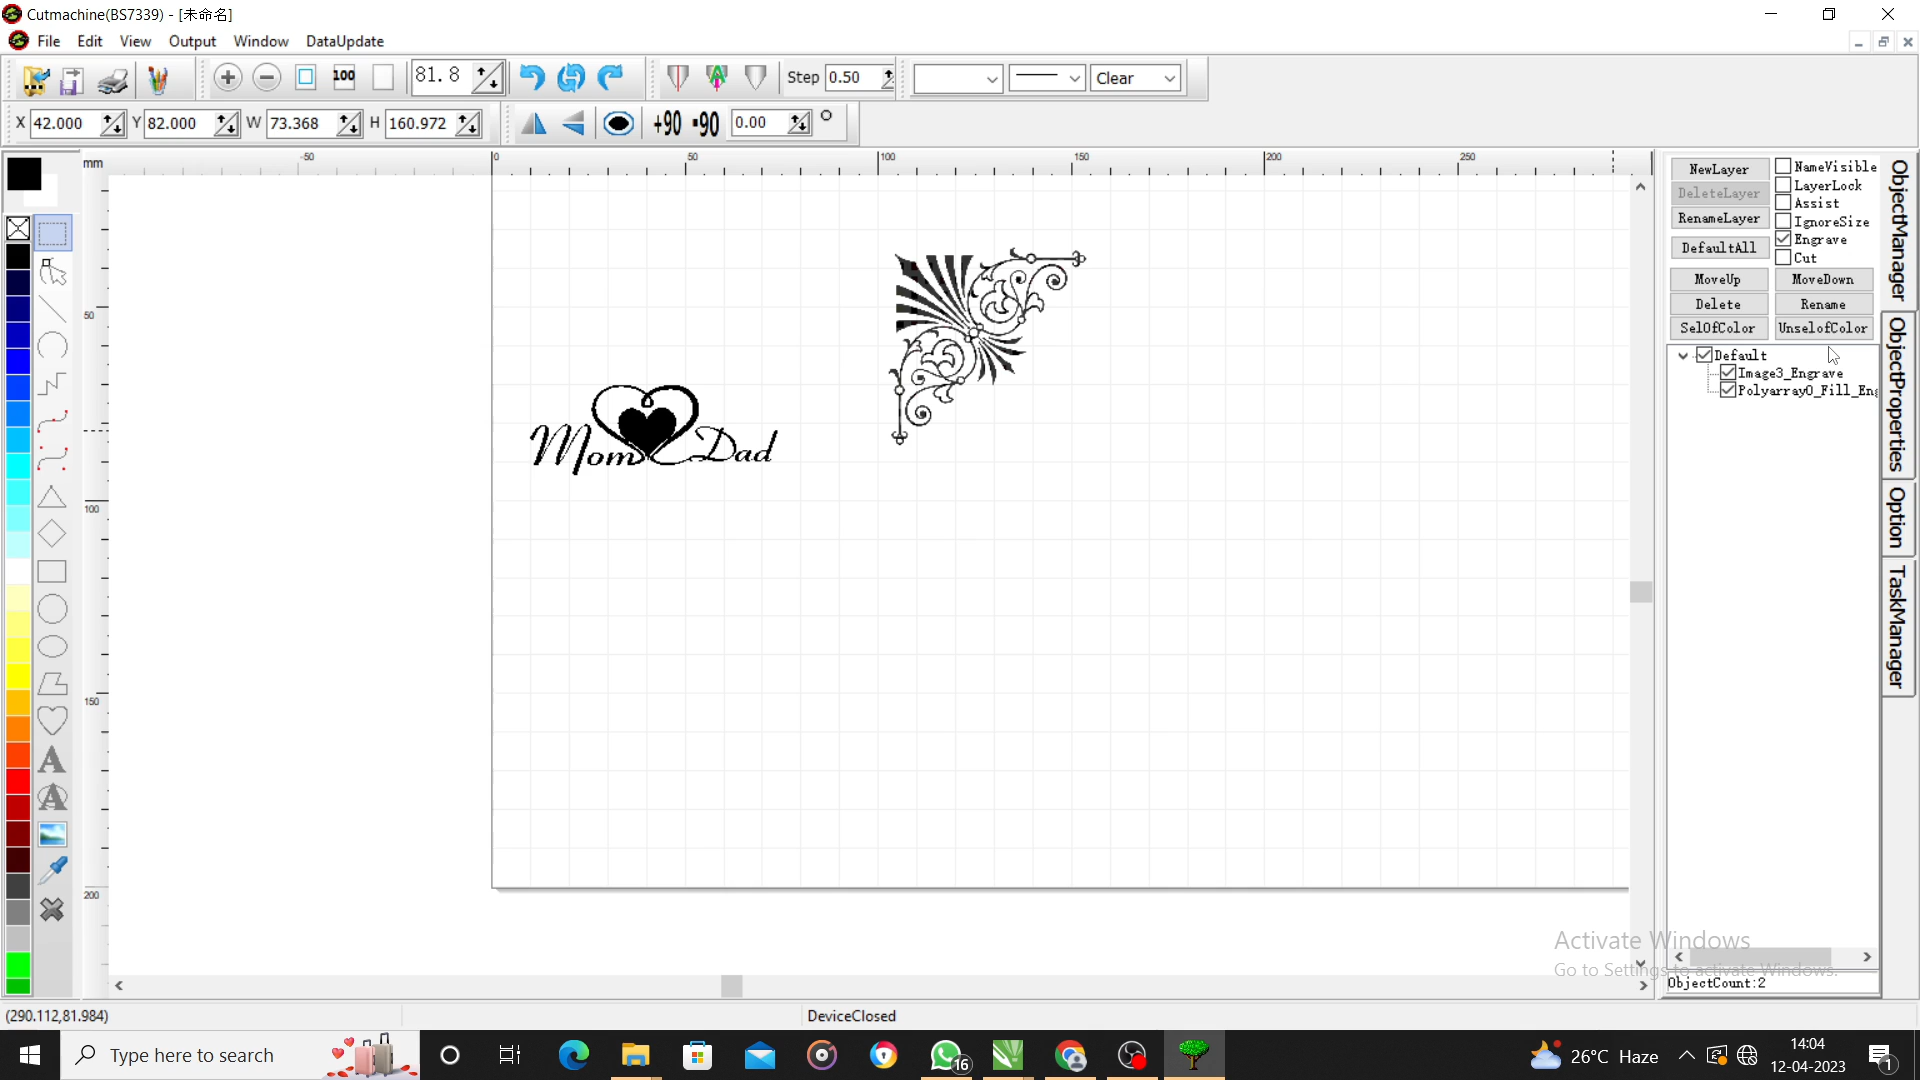 Cutmachine(BS7339) - [未命名]
File Edit View Output Window DataUpdate
100 81.8 Step 0.50 Clear
X 42.000 Y 82.000 W 73.368 H 160.972 +90 -90 0.00
mm -50 0 50 100 150 200 250
50
100
150
200
Mom Dad
NewLayer NameVisible
DeleteLayer LayerLock
Assist
RenameLayer IgnoreSize
DefaultAll Engrave
Cut
MoveUp MoveDown
Delete Rename
SelOfColor UnselofColor
Default
Image3_Engrave
Polyarray0_Fill_Eng
ObjectManager
ObjectProperties
Option
TaskManager
Activate Windows
Go to Settings to activate Windows.
ObjectCount:2
(290.112,81.984) DeviceClosed
Type here to search 16 26°C Haze 14:04
12-04-2023 1